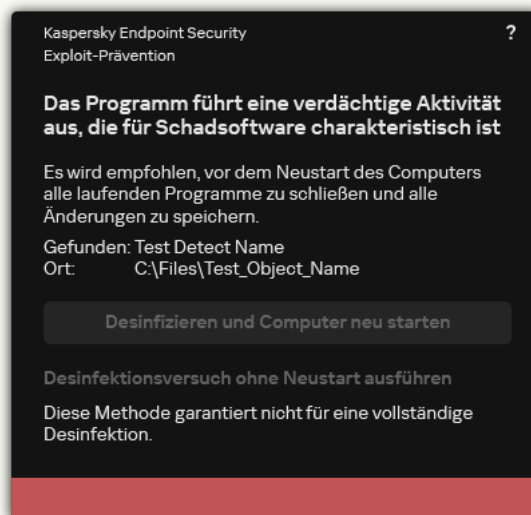 Kaspersky Endpoint Security
?
Exploit-Prävention
Das Programm führt eine verdächtige Aktivität
aus, die für Schadsoftware charakteristisch ist
Es wird empfohlen, vor dem Neustart des Computers
alle laufenden Programme zu schließen und alle
Änderungen zu speichern.
Gefunden: Test Detect Name
Ort: C:\Files\Test_Object_Name
Desinfizieren und Computer neu starten
Desinfektionsversuch ohne Neustart ausführen
Diese Methode garantiert nicht für eine vollständige
Desinfektion.